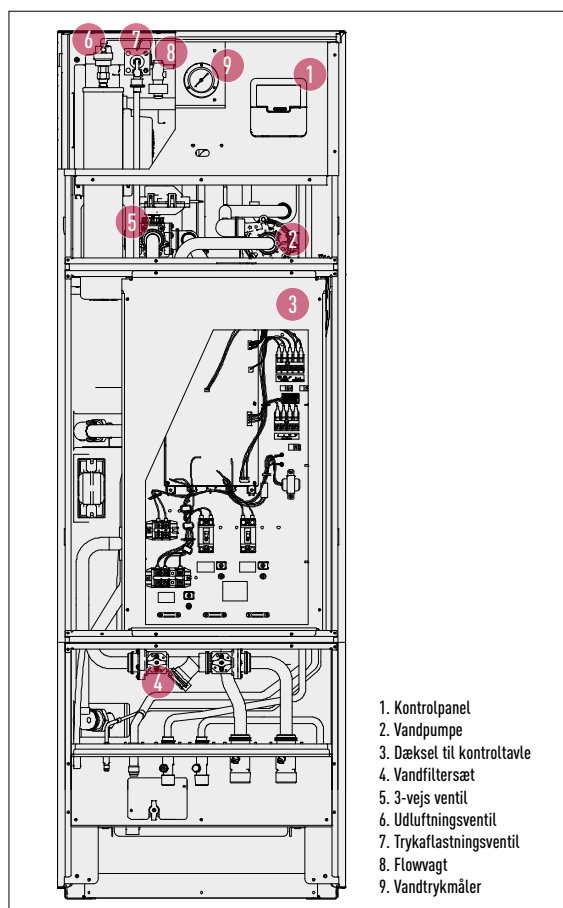 6
7
8
9
1
5
2
3
4
1. Kontrolpanel
2. Vandpumpe
3. Dæksel til kontroltavle
4. Vandfiltersæt
5. 3-vejs ventil
6. Udluftningsventil
7. Trykaflastningsventil
8. Flowvagt
9. Vandtrykmåler